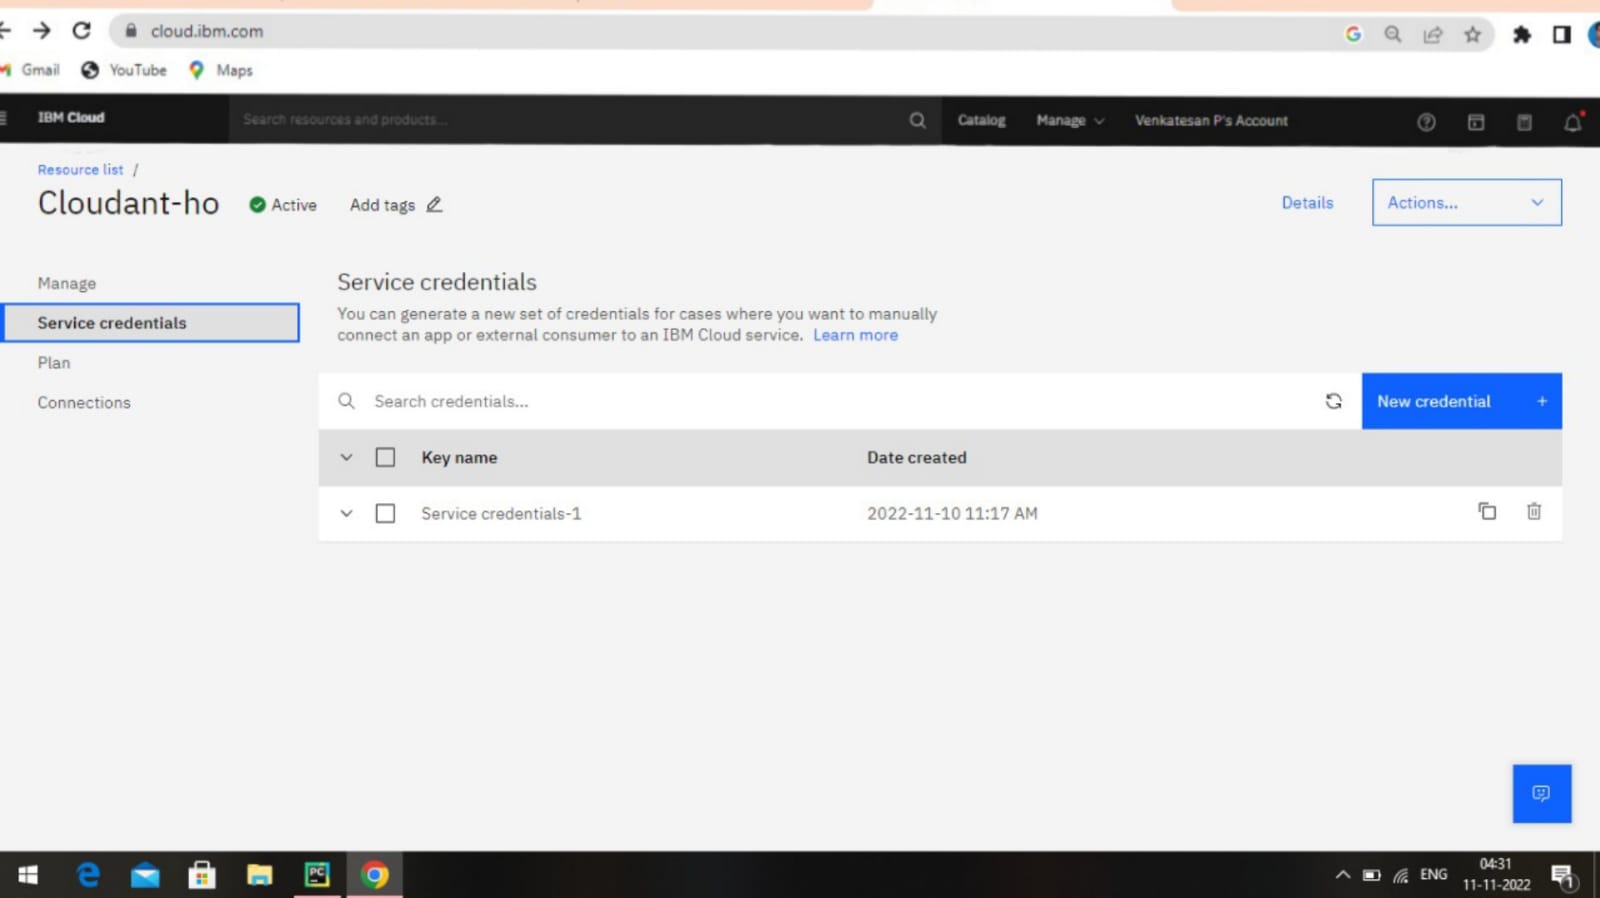 cloud.ibm.com
Gmail YouTube Maps
IBM Cloud Search resources and products... Catalog Manage Venkatesan P's Account
Resource list /
Cloudant-ho Active Add tags Details Actions...
Manage
Service credentials
Plan
Connections
Service credentials
You can generate a new set of credentials for cases where you want to manually
connect an app or external consumer to an IBM Cloud service. Learn more
Search credentials... New credential +
Key name Date created
Service credentials-1 2022-11-10 11:17 AM
PC ENG 04:31
11-11-2022 1